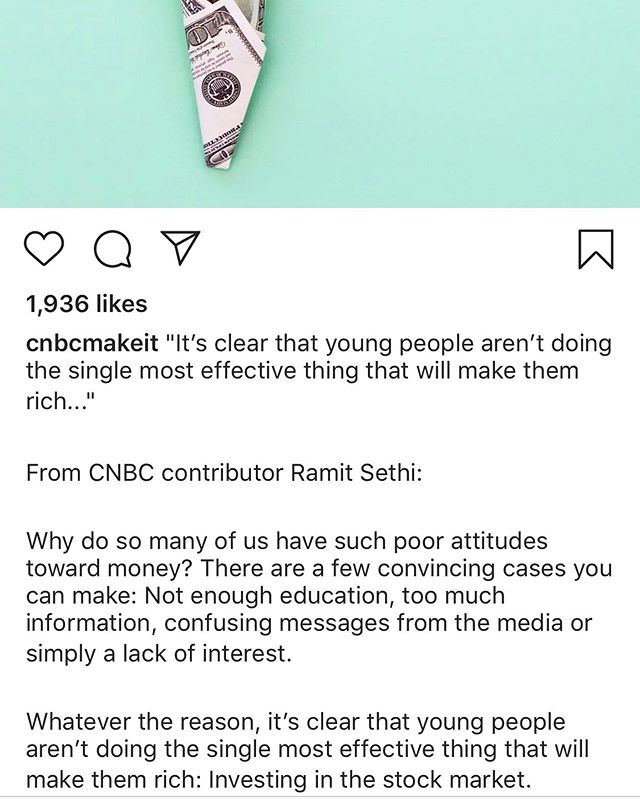 1,936 likes
cnbcmakeit "It’s clear that young people aren’t doing
the single most effective thing that will make them
rich..."
From CNBC contributor Ramit Sethi:
Why do so many of us have such poor attitudes
toward money? There are a few convincing cases you
can make: Not enough education, too much
information, confusing messages from the media or
simply a lack of interest.
Whatever the reason, it’s clear that young people
aren’t doing the single most effective thing that will
make them rich: Investing in the stock market.